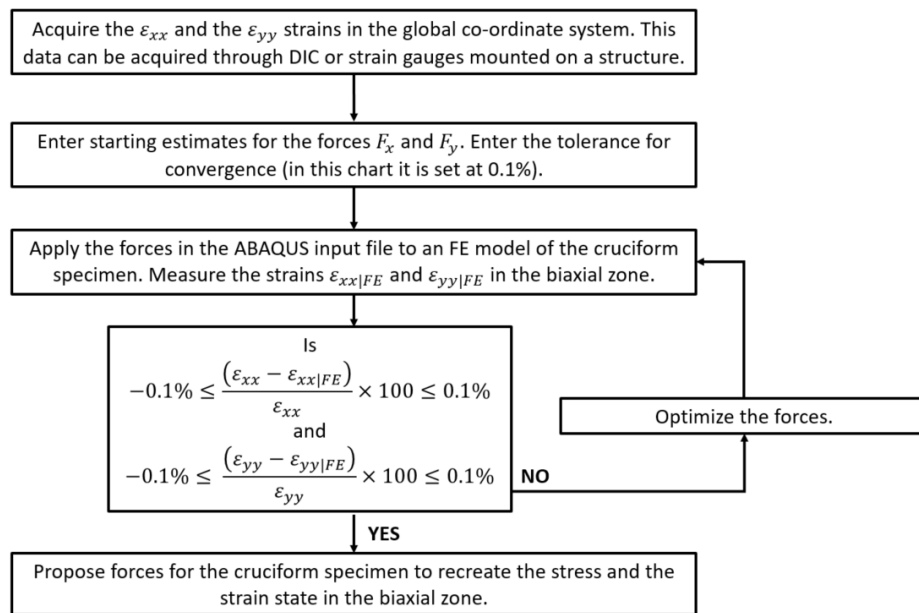 Acquire the εxx and the εyy strains in the global co-ordinate system. This
data can be acquired through DIC or strain gauges mounted on a structure.
Enter starting estimates for the forces Fx and Fy. Enter the tolerance for
convergence (in this chart it is set at 0.1%).
Apply the forces in the ABAQUS input file to an FE model of the cruciform
specimen. Measure the strains εxx|FE and εyy|FE in the biaxial zone.
Is
−0.1% ≤ (εxx − εxx|FE)/εxx × 100 ≤ 0.1%
and
−0.1% ≤ (εyy − εyy|FE)/εyy × 100 ≤ 0.1%
NO
Optimize the forces.
YES
Propose forces for the cruciform specimen to recreate the stress and the
strain state in the biaxial zone.